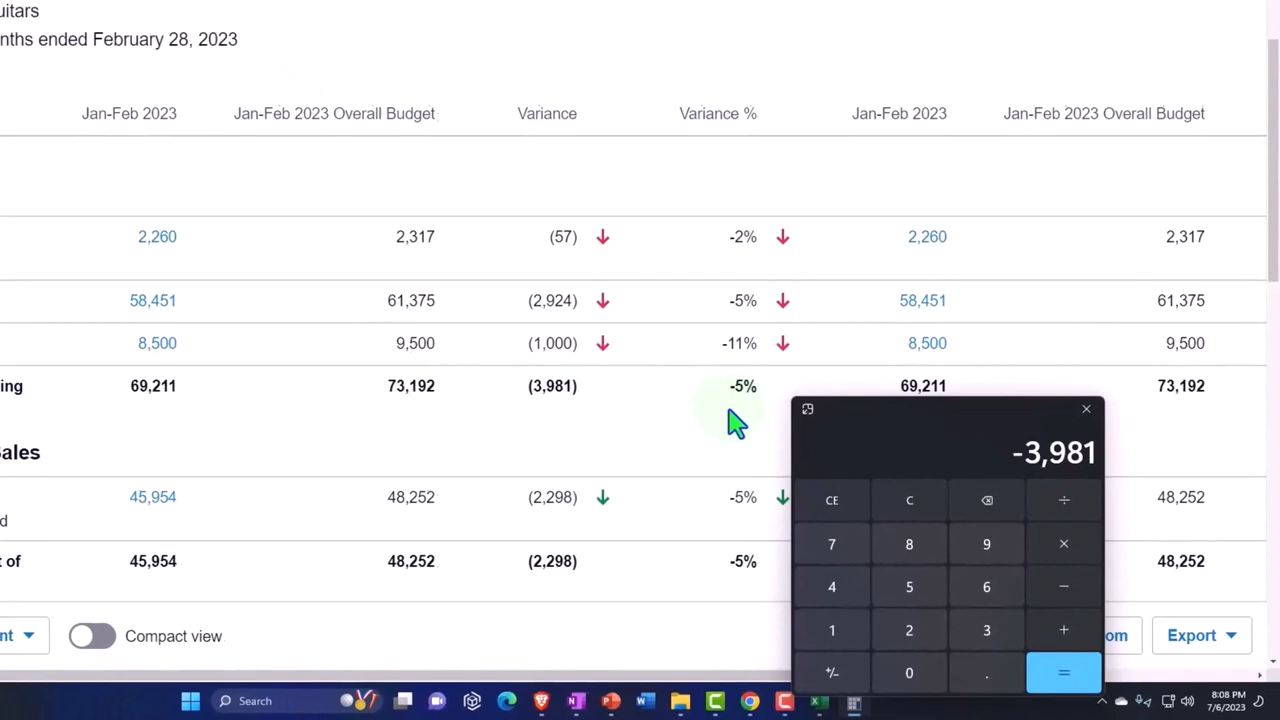 uitars
nths ended February 28, 2023
Jan-Feb 2023 Jan-Feb 2023 Overall Budget Variance Variance % Jan-Feb 2023 Jan-Feb 2023 Overall Budget
2,260 2,317 (57) -2% 2,260 2,317
58,451 61,375 (2,924) -5% 58,451 61,375
8,500 9,500 (1,000) -11% 8,500 9,500
ing 69,211 73,192 (3,981) -5% 69,211 73,192
-3,981
ales
45,954 48,252 (2,298) -5% 48,252
d
t of 45,954 48,252 (2,298) -5% 48,252
CE C ⌫ ÷
7 8 9 ×
4 5 6 −
1 2 3 +
+/− 0 . =
nt Compact view om Export
Search
8:08 PM
7/6/2023